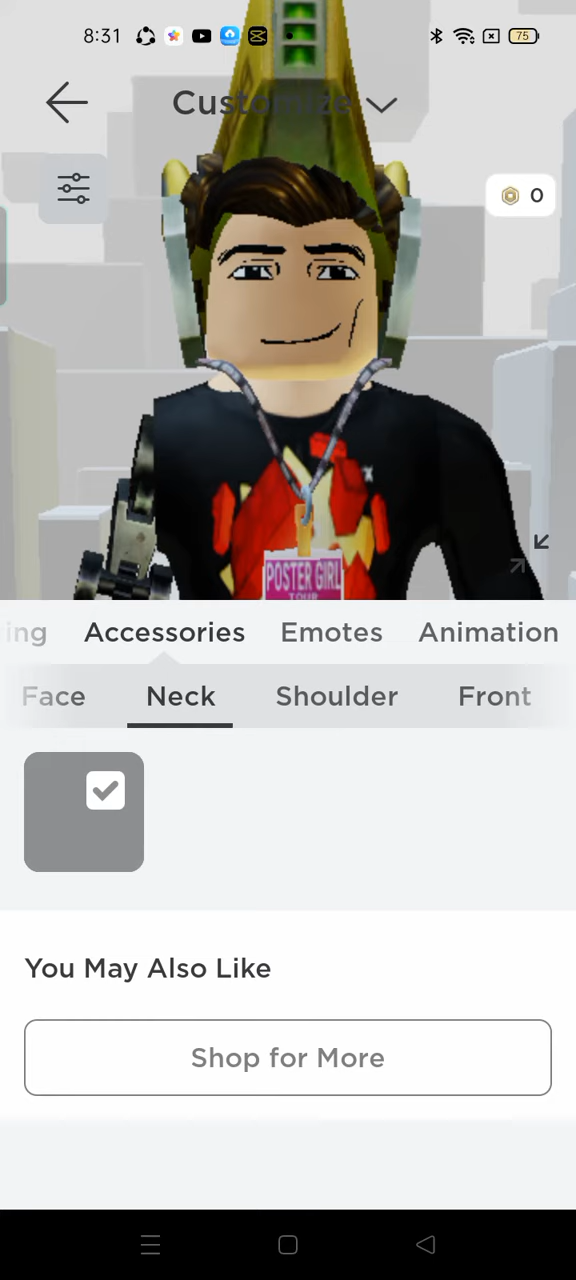 8:31
75
Customize
0
POSTER GIRL
TOUR
ing
Accessories
Emotes
Animation
Face
Neck
Shoulder
Front
You May Also Like
Shop for More